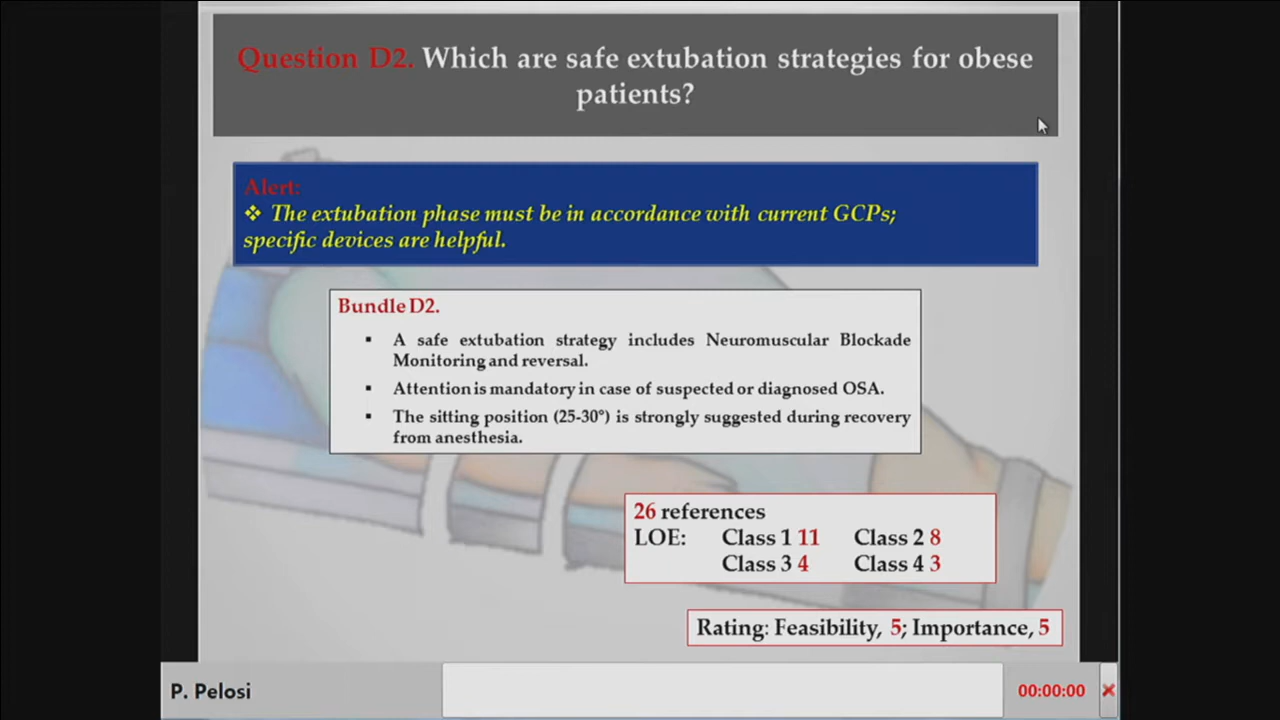 Question D2. Which are safe extubation strategies for obese
patients?
Alert:
❖ The extubation phase must be in accordance with current GCPs;
specific devices are helpful.
Bundle D2.
▪ A safe extubation strategy includes Neuromuscular Blockade
Monitoring and reversal.
▪ Attention is mandatory in case of suspected or diagnosed OSA.
▪ The sitting position (25-30°) is strongly suggested during recovery
from anesthesia.
26 references
LOE: Class 1 11 Class 2 8
Class 3 4 Class 4 3
Rating: Feasibility, 5; Importance, 5
P. Pelosi 00:00:00